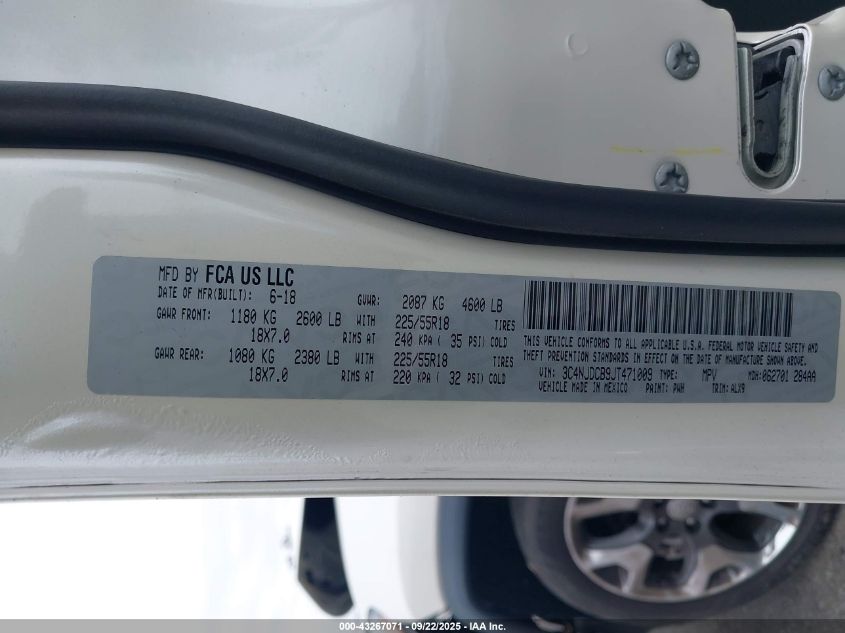 MFD BY FCA US LLC
DATE OF MFR(BUILT): 6-18 GVWR: 2087 KG 4600 LB
GAWR FRONT: 1180 KG 2600 LB WITH 225/55R18 TIRES
18X7.0 RIMS AT 240 KPA ( 35 PSI) COLD
GAWR REAR: 1080 KG 2380 LB WITH 225/55R18 TIRES
18X7.0 RIMS AT 220 KPA ( 32 PSI) COLD
THIS VEHICLE CONFORMS TO ALL APPLICABLE U.S.A. FEDERAL MOTOR VEHICLE SAFETY AND
THEFT PREVENTION STANDARDS IN EFFECT ON THE DATE OF MANUFACTURE SHOWN ABOVE.
VIN: 3C4NJDCB9JT471009 TYPE: MPV MDH: 062701 284AA
VEHICLE MADE IN MEXICO PAINT: PWH TRIM: ALX9
000-43267071 - 09/22/2025 - IAA Inc.